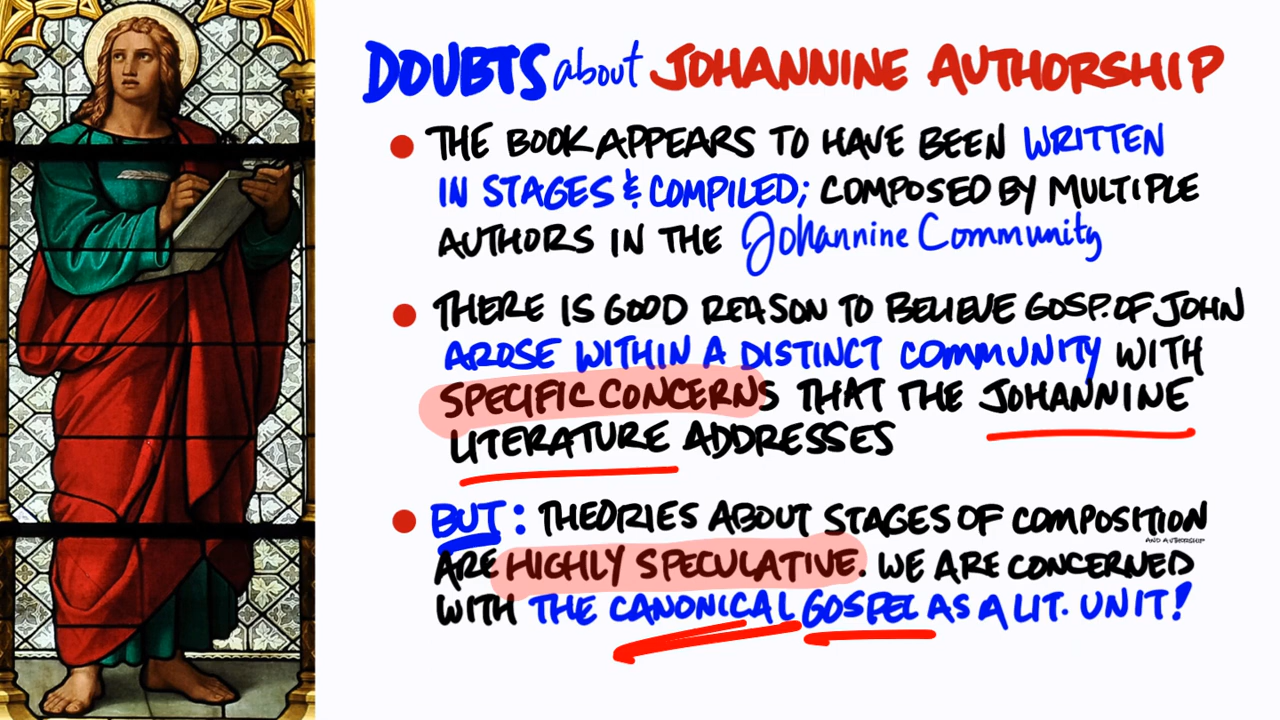 DOUBTS about JOHANNINE AUTHORSHIP
• THE BOOK APPEARS TO HAVE BEEN WRITTEN
IN STAGES & COMPILED; COMPOSED BY MULTIPLE
AUTHORS IN THE Johannine Community
• THERE IS GOOD REASON TO BELIEVE GOSP. OF JOHN
AROSE WITHIN A DISTINCT COMMUNITY WITH
SPECIFIC CONCERNS THAT THE JOHANNINE
LITERATURE ADDRESSES
• BUT: THEORIES ABOUT STAGES OF COMPOSITION
AND AUTHORSHIP
ARE HIGHLY SPECULATIVE. WE ARE CONCERNED
WITH THE CANONICAL GOSPEL AS A LIT. UNIT!